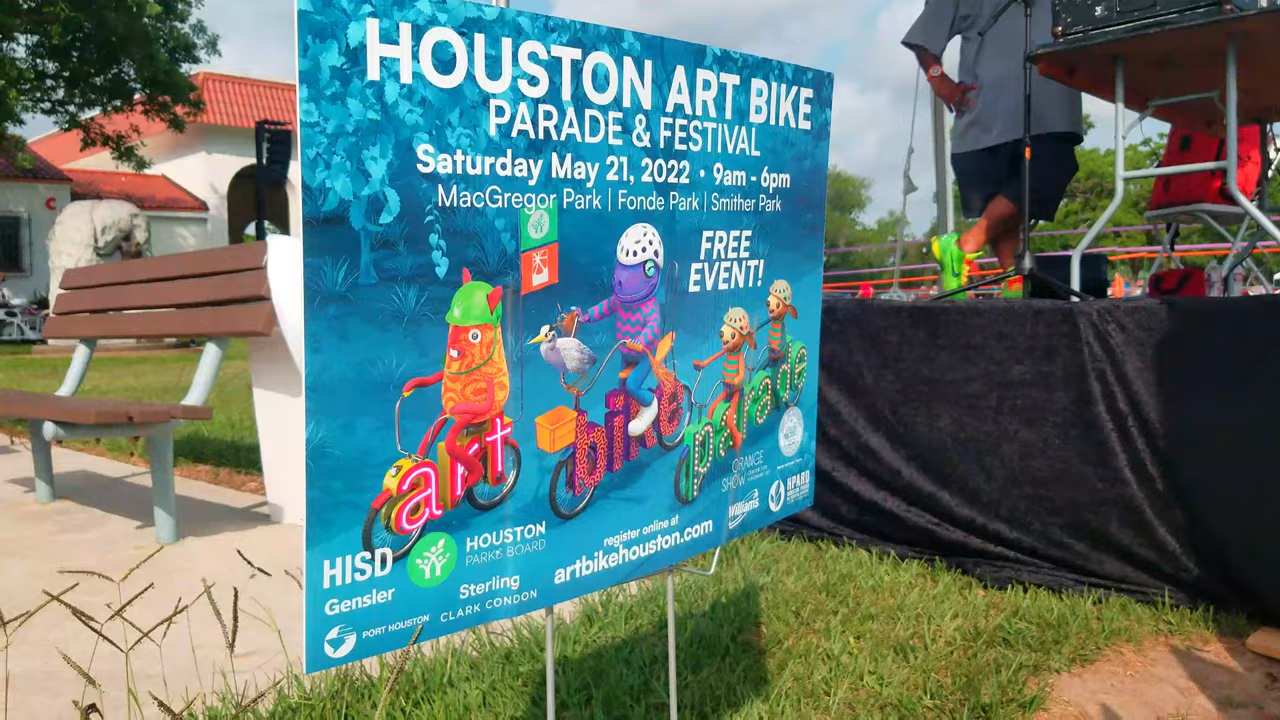 HOUSTON ART BIKE
PARADE & FESTIVAL
Saturday May 21, 2022 • 9am - 6pm
MacGregor Park | Fonde Park | Smither Park
FREE
EVENT!
art
bike
parade
ORANGE
SHOW
Williams
HPARD
HISD
HOUSTON
PARKS BOARD
register online at
artbikehouston.com
Gensler
Sterling
CLARK CONDON
PORT HOUSTON